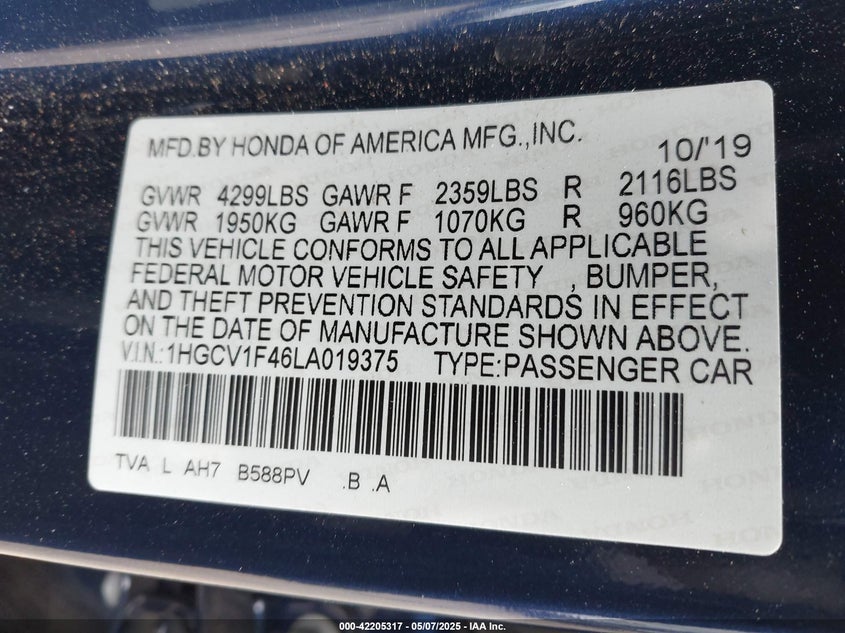 MFD.BY HONDA OF AMERICA MFG.,INC. 10/'19
GVWR 4299LBS GAWR F 2359LBS R 2116LBS
GVWR 1950KG GAWR F 1070KG R 960KG
THIS VEHICLE CONFORMS TO ALL APPLICABLE
FEDERAL MOTOR VEHICLE SAFETY , BUMPER,
AND THEFT PREVENTION STANDARDS IN EFFECT
ON THE DATE OF MANUFACTURE SHOWN ABOVE.
V.I.N.:1HGCV1F46LA019375 TYPE:PASSENGER CAR
TVA L AH7 B588PV .B .A
000-42205317 - 05/07/2025 - IAA Inc.